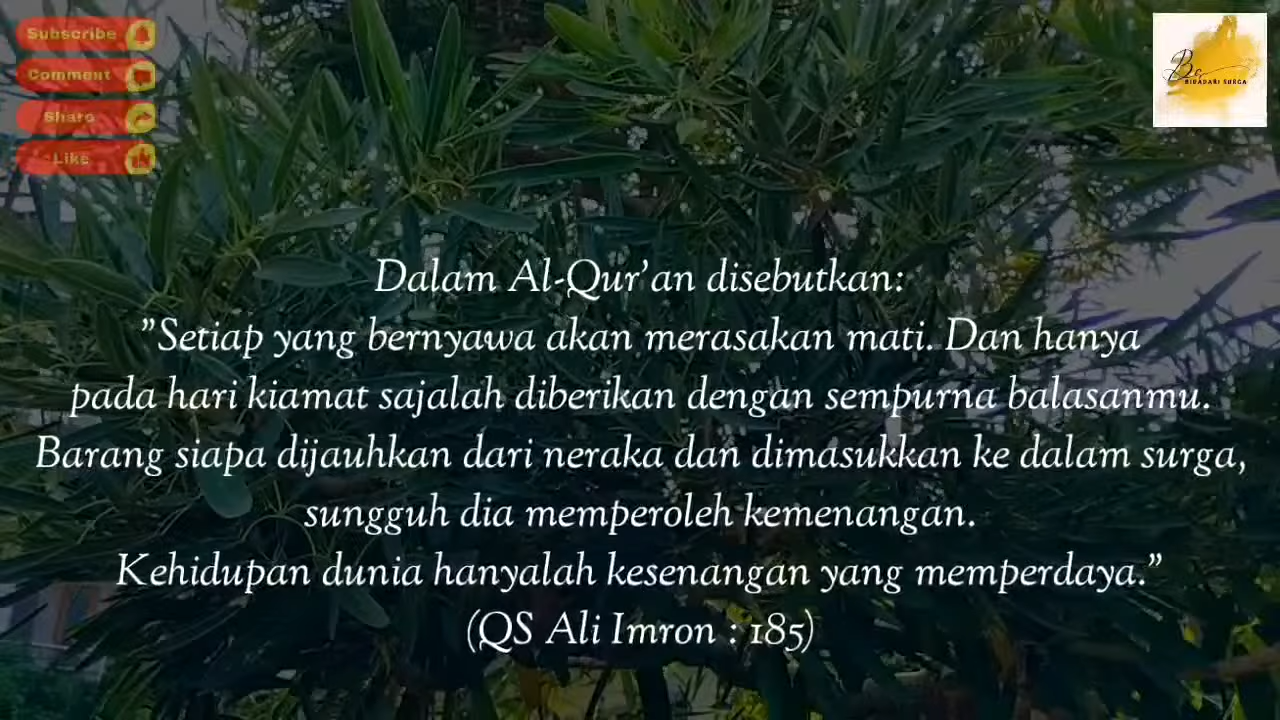 Subscribe
Comment
Share
Like
BIDADARI SURGA
Dalam Al-Qur'an disebutkan:
"Setiap yang bernyawa akan merasakan mati. Dan hanya
pada hari kiamat sajalah diberikan dengan sempurna balasanmu.
Barang siapa dijauhkan dari neraka dan dimasukkan ke dalam surga,
sungguh dia memperoleh kemenangan.
Kehidupan dunia hanyalah kesenangan yang memperdaya."
(QS Ali Imron : 185)